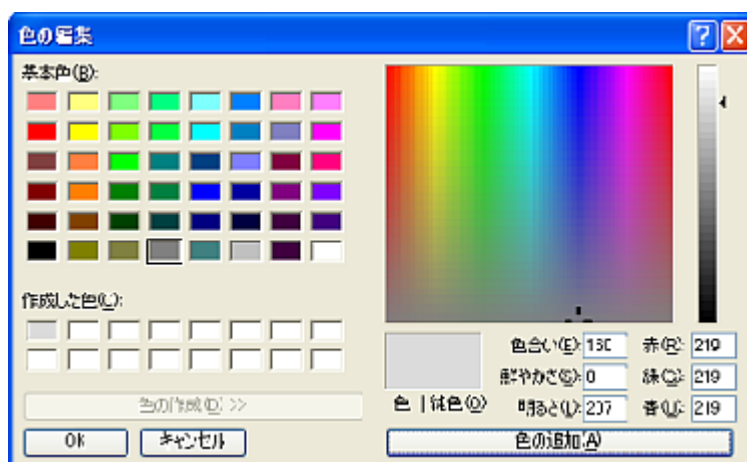 色の編集
基本色(B):
作成した色(C):
色の作成(D) >>
OK
キャンセル
色 | 純色(O)
色合い(E): 160
鮮やかさ(S): 0
明るさ(L): 207
赤(R): 219
緑(G): 219
青(U): 219
色の追加(A)